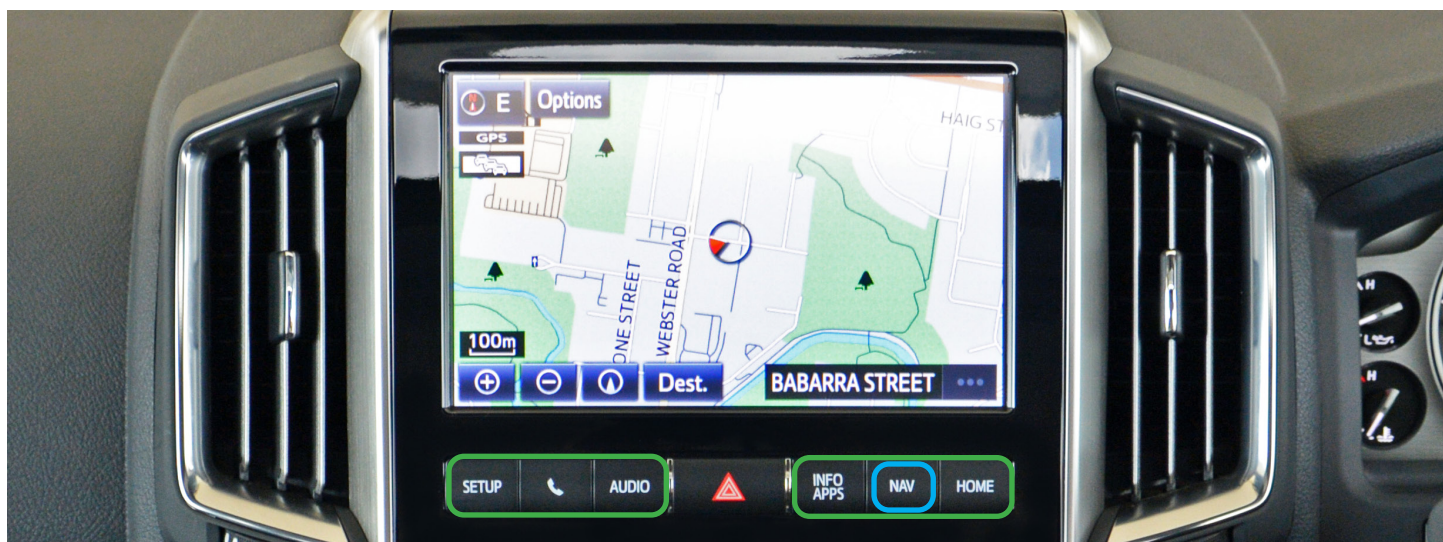 N
E
Options
GPS
HAIG ST
ONE STREET
WEBSTER ROAD
100m
Dest.
BABARRA STREET
SETUP
AUDIO
INFO
APPS
NAV
HOME
H
L
H